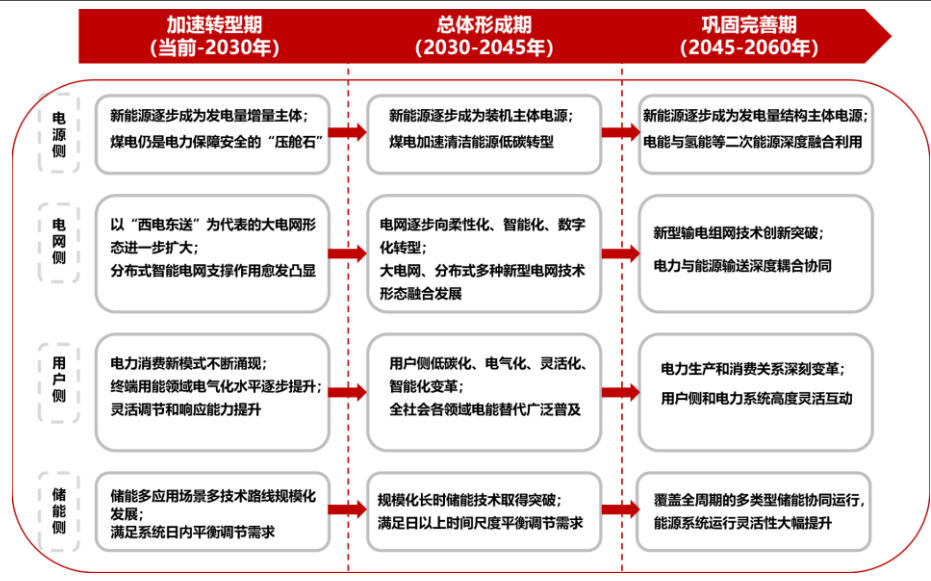 加速转型期
(当前-2030年)
总体形成期
(2030-2045年)
巩固完善期
(2045-2060年)
电源侧
新能源逐步成为发电量增量主体；
煤电仍是电力保障安全的“压舱石”
新能源逐步成为装机主体电源；
煤电加速清洁能源低碳转型
新能源逐步成为发电量结构主体电源；
电能与氢能等二次能源深度融合利用
电网侧
以“西电东送”为代表的大电网形
态进一步扩大；
分布式智能电网支撑作用愈发凸显
电网逐步向柔性化、智能化、数字
化转型；
大电网、分布式多种新型电网技术
形态融合发展
新型输电组网技术创新突破；
电力与能源输送深度耦合协同
用户侧
电力消费新模式不断涌现；
终端用能领域电气化水平逐步提升；
灵活调节和响应能力提升
用户侧低碳化、电气化、灵活化、
智能化变革；
全社会各领域电能替代广泛普及
电力生产和消费关系深刻变革；
用户侧和电力系统高度灵活互动
储能侧
储能多应用场景多技术路线规模化
发展；
满足系统日内平衡调节需求
规模化长时储能技术取得突破；
满足日以上时间尺度平衡调节需求
覆盖全周期的多类型储能协同运行，
能源系统运行灵活性大幅提升